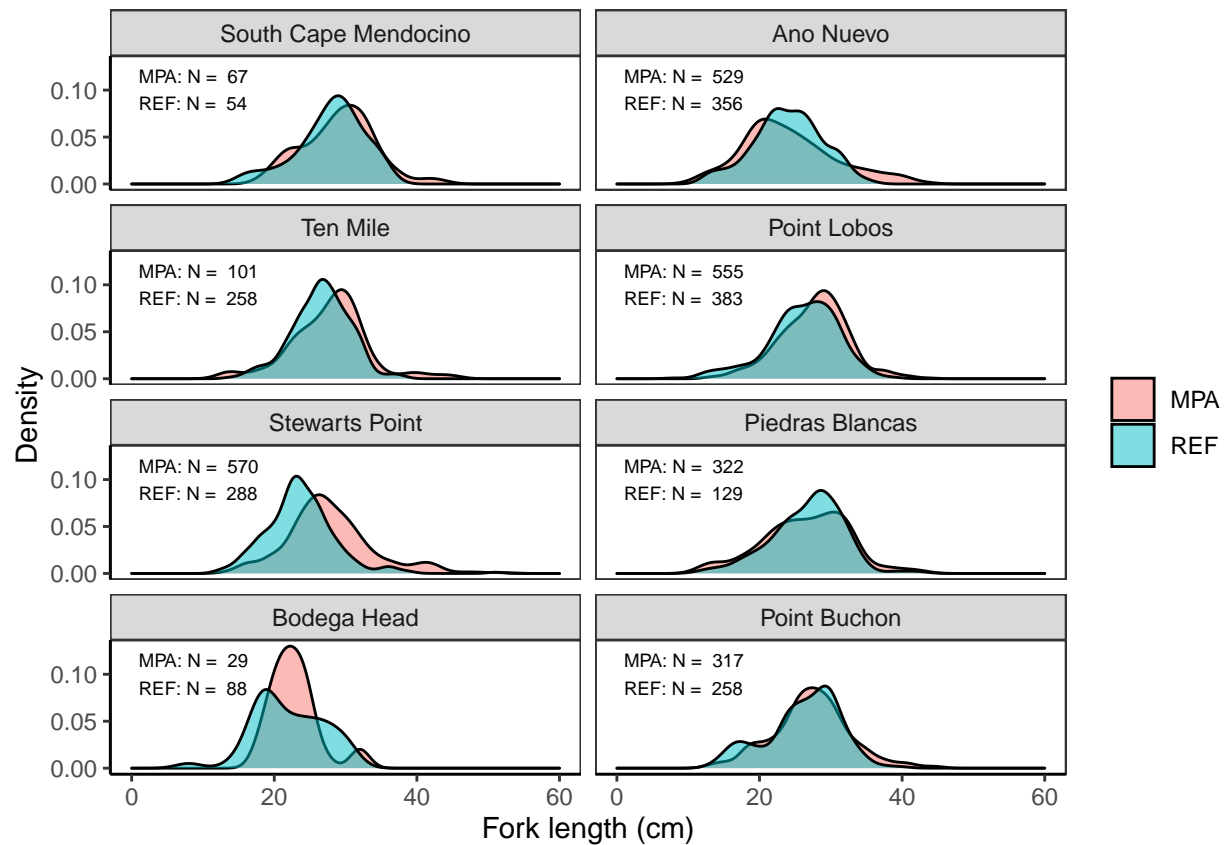 South Cape Mendocino
MPA: N = 67
REF: N = 54
0.10
0.05
0.00
Ano Nuevo
MPA: N = 529
REF: N = 356
Ten Mile
MPA: N = 101
REF: N = 258
0.10
0.05
0.00
Point Lobos
MPA: N = 555
REF: N = 383
Stewarts Point
MPA: N = 570
REF: N = 288
0.10
0.05
0.00
Piedras Blancas
MPA: N = 322
REF: N = 129
Bodega Head
MPA: N = 29
REF: N = 88
0.10
0.05
0.00
0 20 40 60
Point Buchon
MPA: N = 317
REF: N = 258
0 20 40 60
Density
Fork length (cm)
MPA
REF